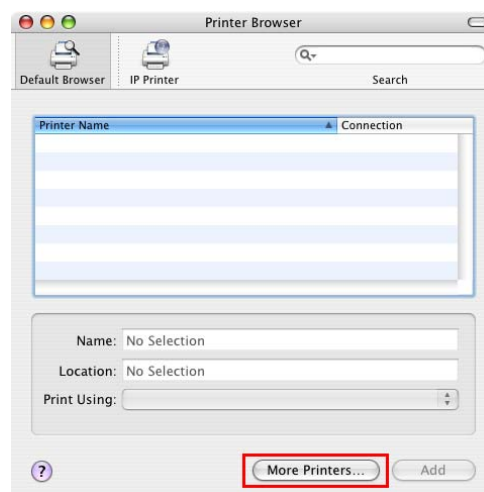 Printer Browser
Default Browser IP Printer Search
Printer Name Connection
Name: No Selection
Location: No Selection
Print Using:
? More Printers... Add